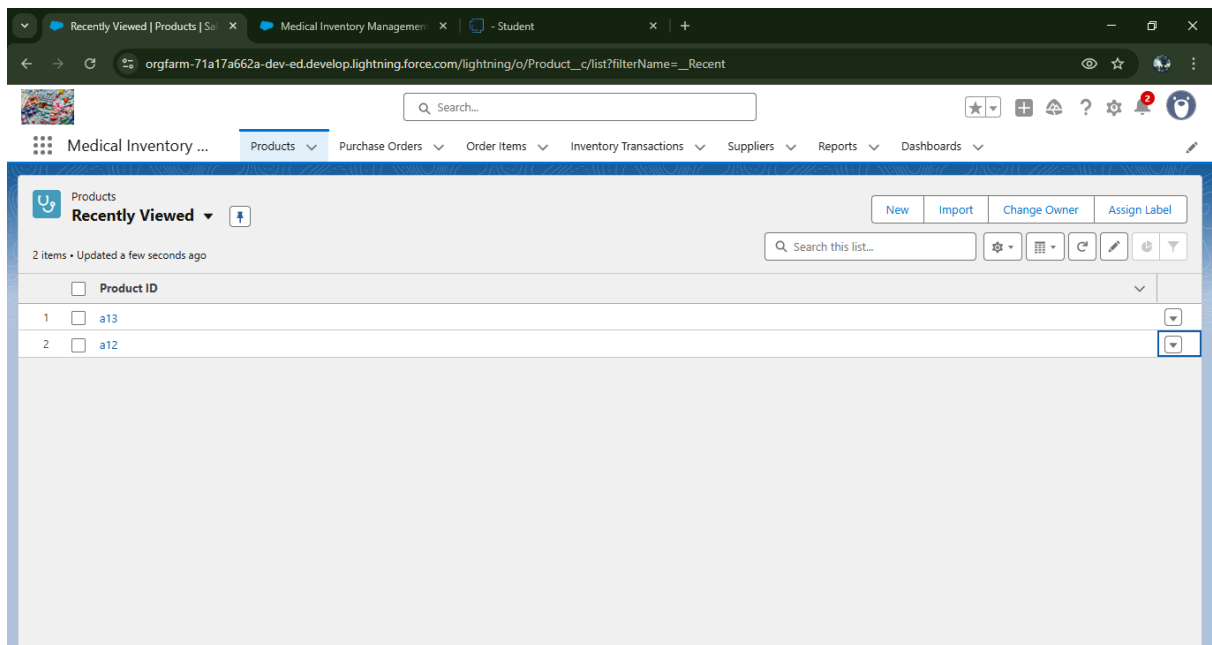 Recently Viewed | Products | Sal
Medical Inventory Managemen
- Student
orgfarm-71a17a662a-dev-ed.develop.lightning.force.com/lightning/o/Product__c/list?filterName=__Recent
Search...
2
Medical Inventory ...
Products
Purchase Orders
Order Items
Inventory Transactions
Suppliers
Reports
Dashboards
Products
Recently Viewed
New
Import
Change Owner
Assign Label
2 items • Updated a few seconds ago
Search this list...
Product ID
1 a13
2 a12